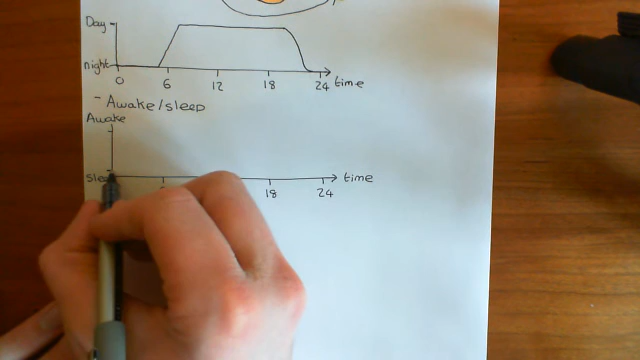 Day
night
0 6 12 18 24 time
- Awake/sleep
Awake
time
18 24